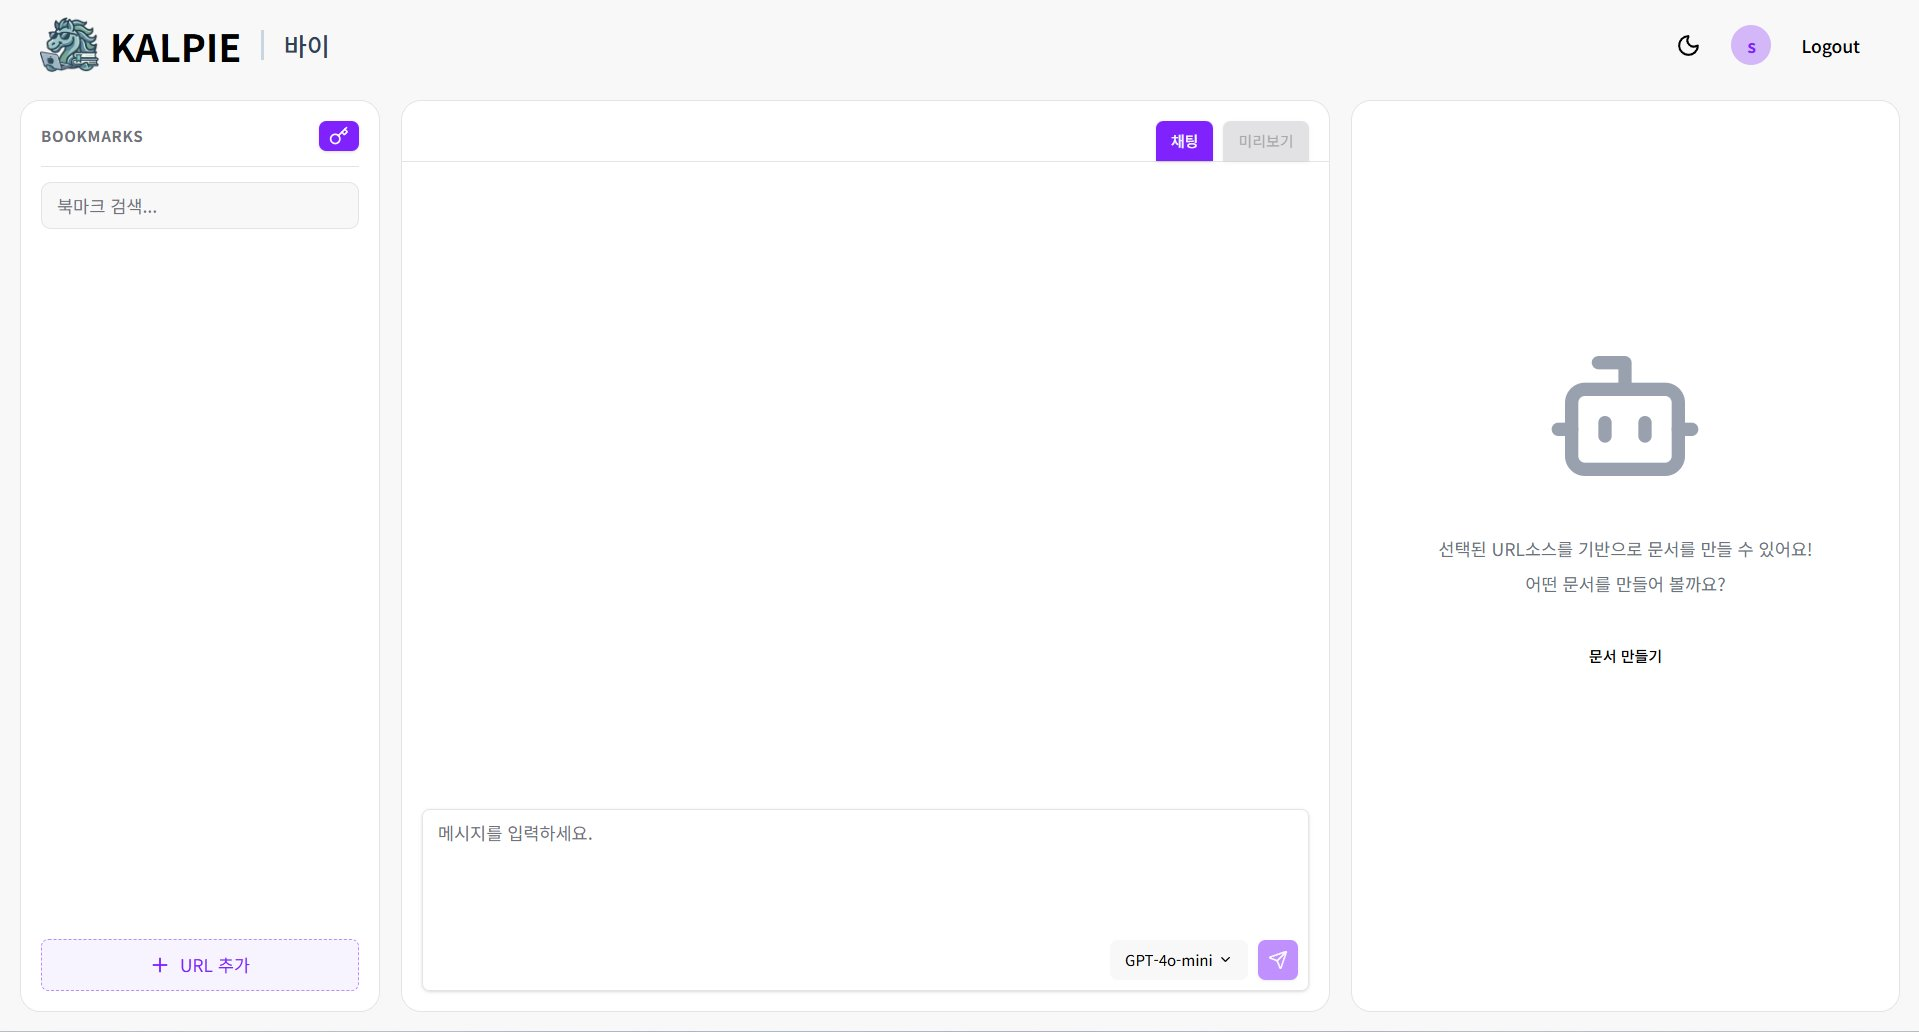 KALPIE | 바이
s
Logout
BOOKMARKS
북마크 검색...
URL 추가
채팅
미리보기
메시지를 입력하세요.
GPT-4o-mini
선택된 URL소스를 기반으로 문서를 만들 수 있어요!
어떤 문서를 만들어 볼까요?
문서 만들기